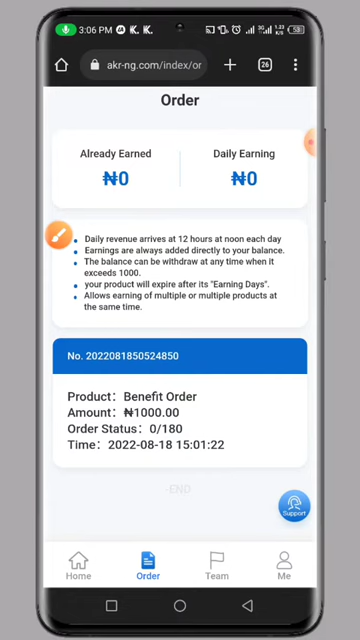 3:06 PM
akr-ng.com/index/or
26
Order
Already Earned
Daily Earning
₦0
₦0
Daily revenue arrives at 12 hours at noon each day
Earnings are always added directly to your balance.
The balance can be withdraw at any time when it
exceeds 1000.
your product will expire after its "Earning Days".
Allows earning of multiple or multiple products at
the same time.
No. 2022081850524850
Product： Benefit Order
Amount： ₦1000.00
Order Status： 0/180
Time： 2022-08-18 15:01:22
-END
Support
Home
Order
Team
Me